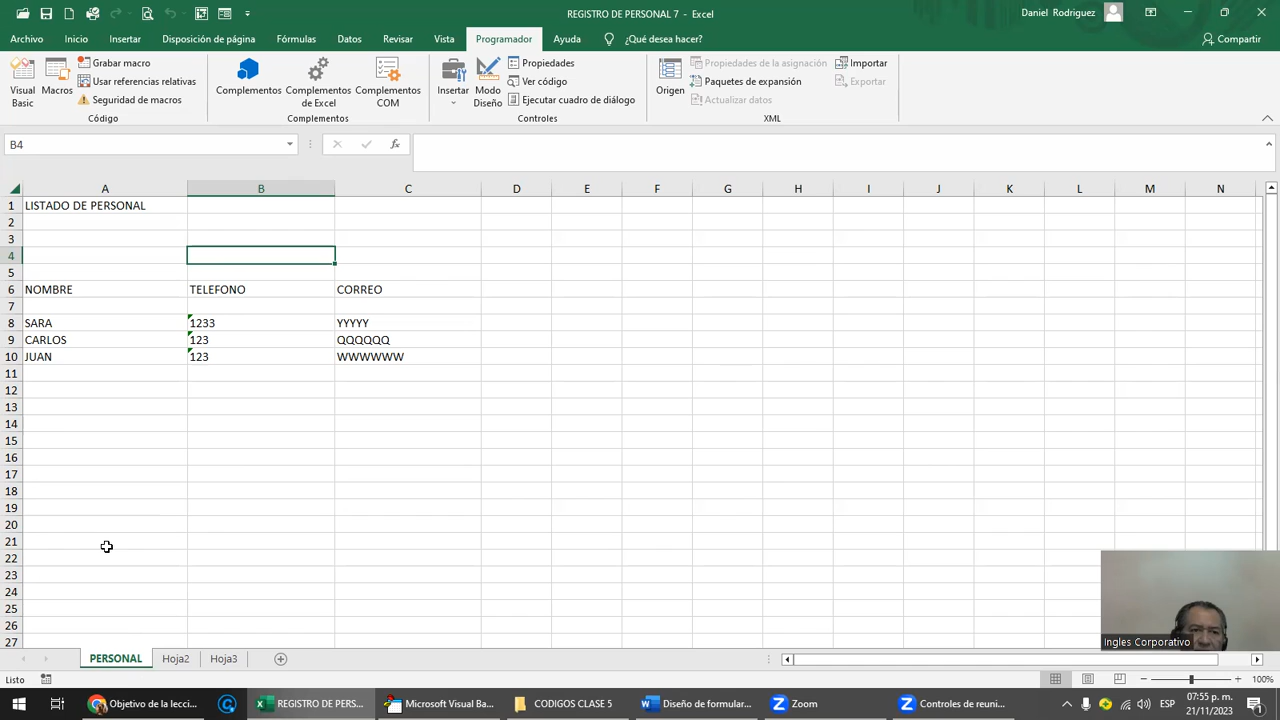 REGISTRO DE PERSONAL 7 - Excel
Daniel Rodriguez
Archivo Inicio Insertar Disposición de página Fórmulas Datos Revisar Vista Programador Ayuda ¿Qué desea hacer? Compartir
Visual Basic
Macros
Grabar macro
Usar referencias relativas
Seguridad de macros
Código
Complementos
Complementos de Excel
Complementos COM
Complementos
Insertar
Modo Diseño
Propiedades
Ver código
Ejecutar cuadro de diálogo
Controles
Origen
Propiedades de la asignación
Paquetes de expansión
Actualizar datos
Importar
Exportar
XML
B4
fx
A B C D E F G H I J K L M N
1 LISTADO DE PERSONAL
2
3
4
5
6 NOMBRE TELEFONO CORREO
7
8 SARA 1233 YYYYY
9 CARLOS 123 QQQQQQ
10 JUAN 123 WWWWWW
11
12
13
14
15
16
17
18
19
20
21
22
23
24
25
26
27
Ingles Corporativo
PERSONAL Hoja2 Hoja3
Listo
100%
Objetivo de la lecci...
REGISTRO DE PERS...
Microsoft Visual Ba...
CODIGOS CLASE 5
Diseño de formular...
Zoom
Controles de reuni...
ESP
07:55 p. m.
21/11/2023
1